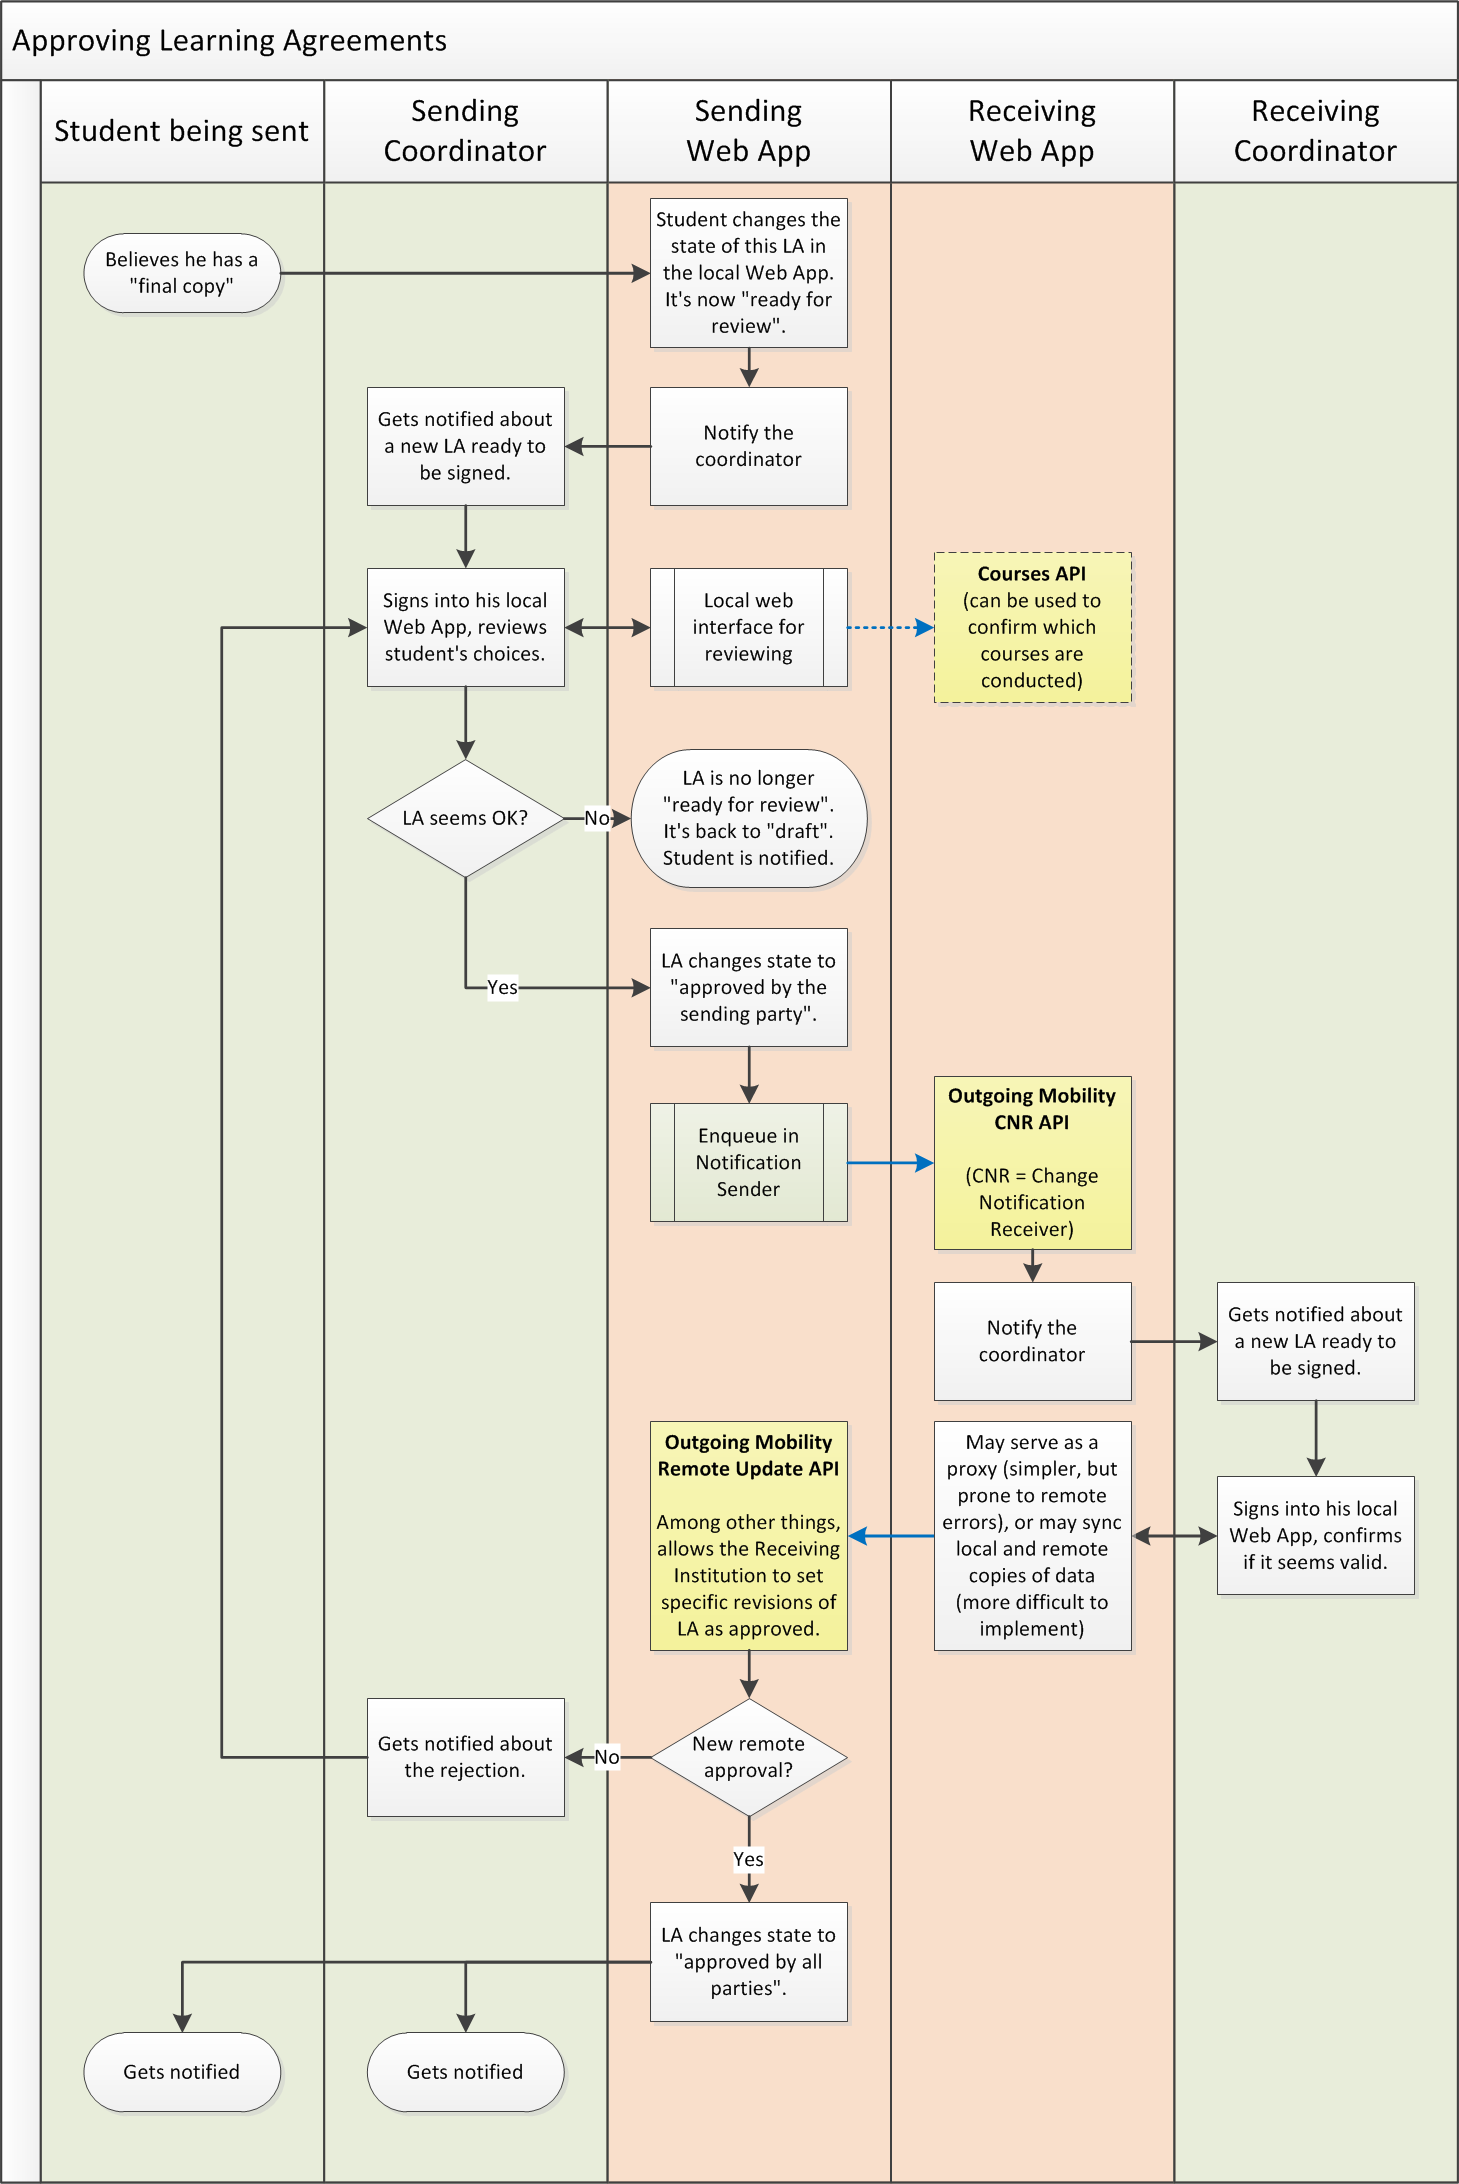 Approving Learning Agreements
Student being sent
Sending
Coordinator
Sending
Web App
Receiving
Web App
Receiving
Coordinator
Believes he has a
"final copy"
Student changes the
state of this LA in
the local Web App.
It's now "ready for
review".
Gets notified about
a new LA ready to
be signed.
Notify the
coordinator
Signs into his local
Web App, reviews
student's choices.
Local web
interface for
reviewing
Courses API
(can be used to
confirm which
courses are
conducted)
LA seems OK?
No
LA is no longer
"ready for review".
It's back to "draft".
Student is notified.
Yes
LA changes state to
"approved by the
sending party".
Enqueue in
Notification
Sender
Outgoing Mobility
CNR API
(CNR = Change
Notification
Receiver)
Notify the
coordinator
Gets notified about
a new LA ready to
be signed.
Outgoing Mobility
Remote Update API
Among other things,
allows the Receiving
Institution to set
specific revisions of
LA as approved.
May serve as a
proxy (simpler, but
prone to remote
errors), or may sync
local and remote
copies of data
(more difficult to
implement)
Signs into his local
Web App, confirms
if it seems valid.
Gets notified about
the rejection.
No
New remote
approval?
Yes
LA changes state to
"approved by all
parties".
Gets notified
Gets notified